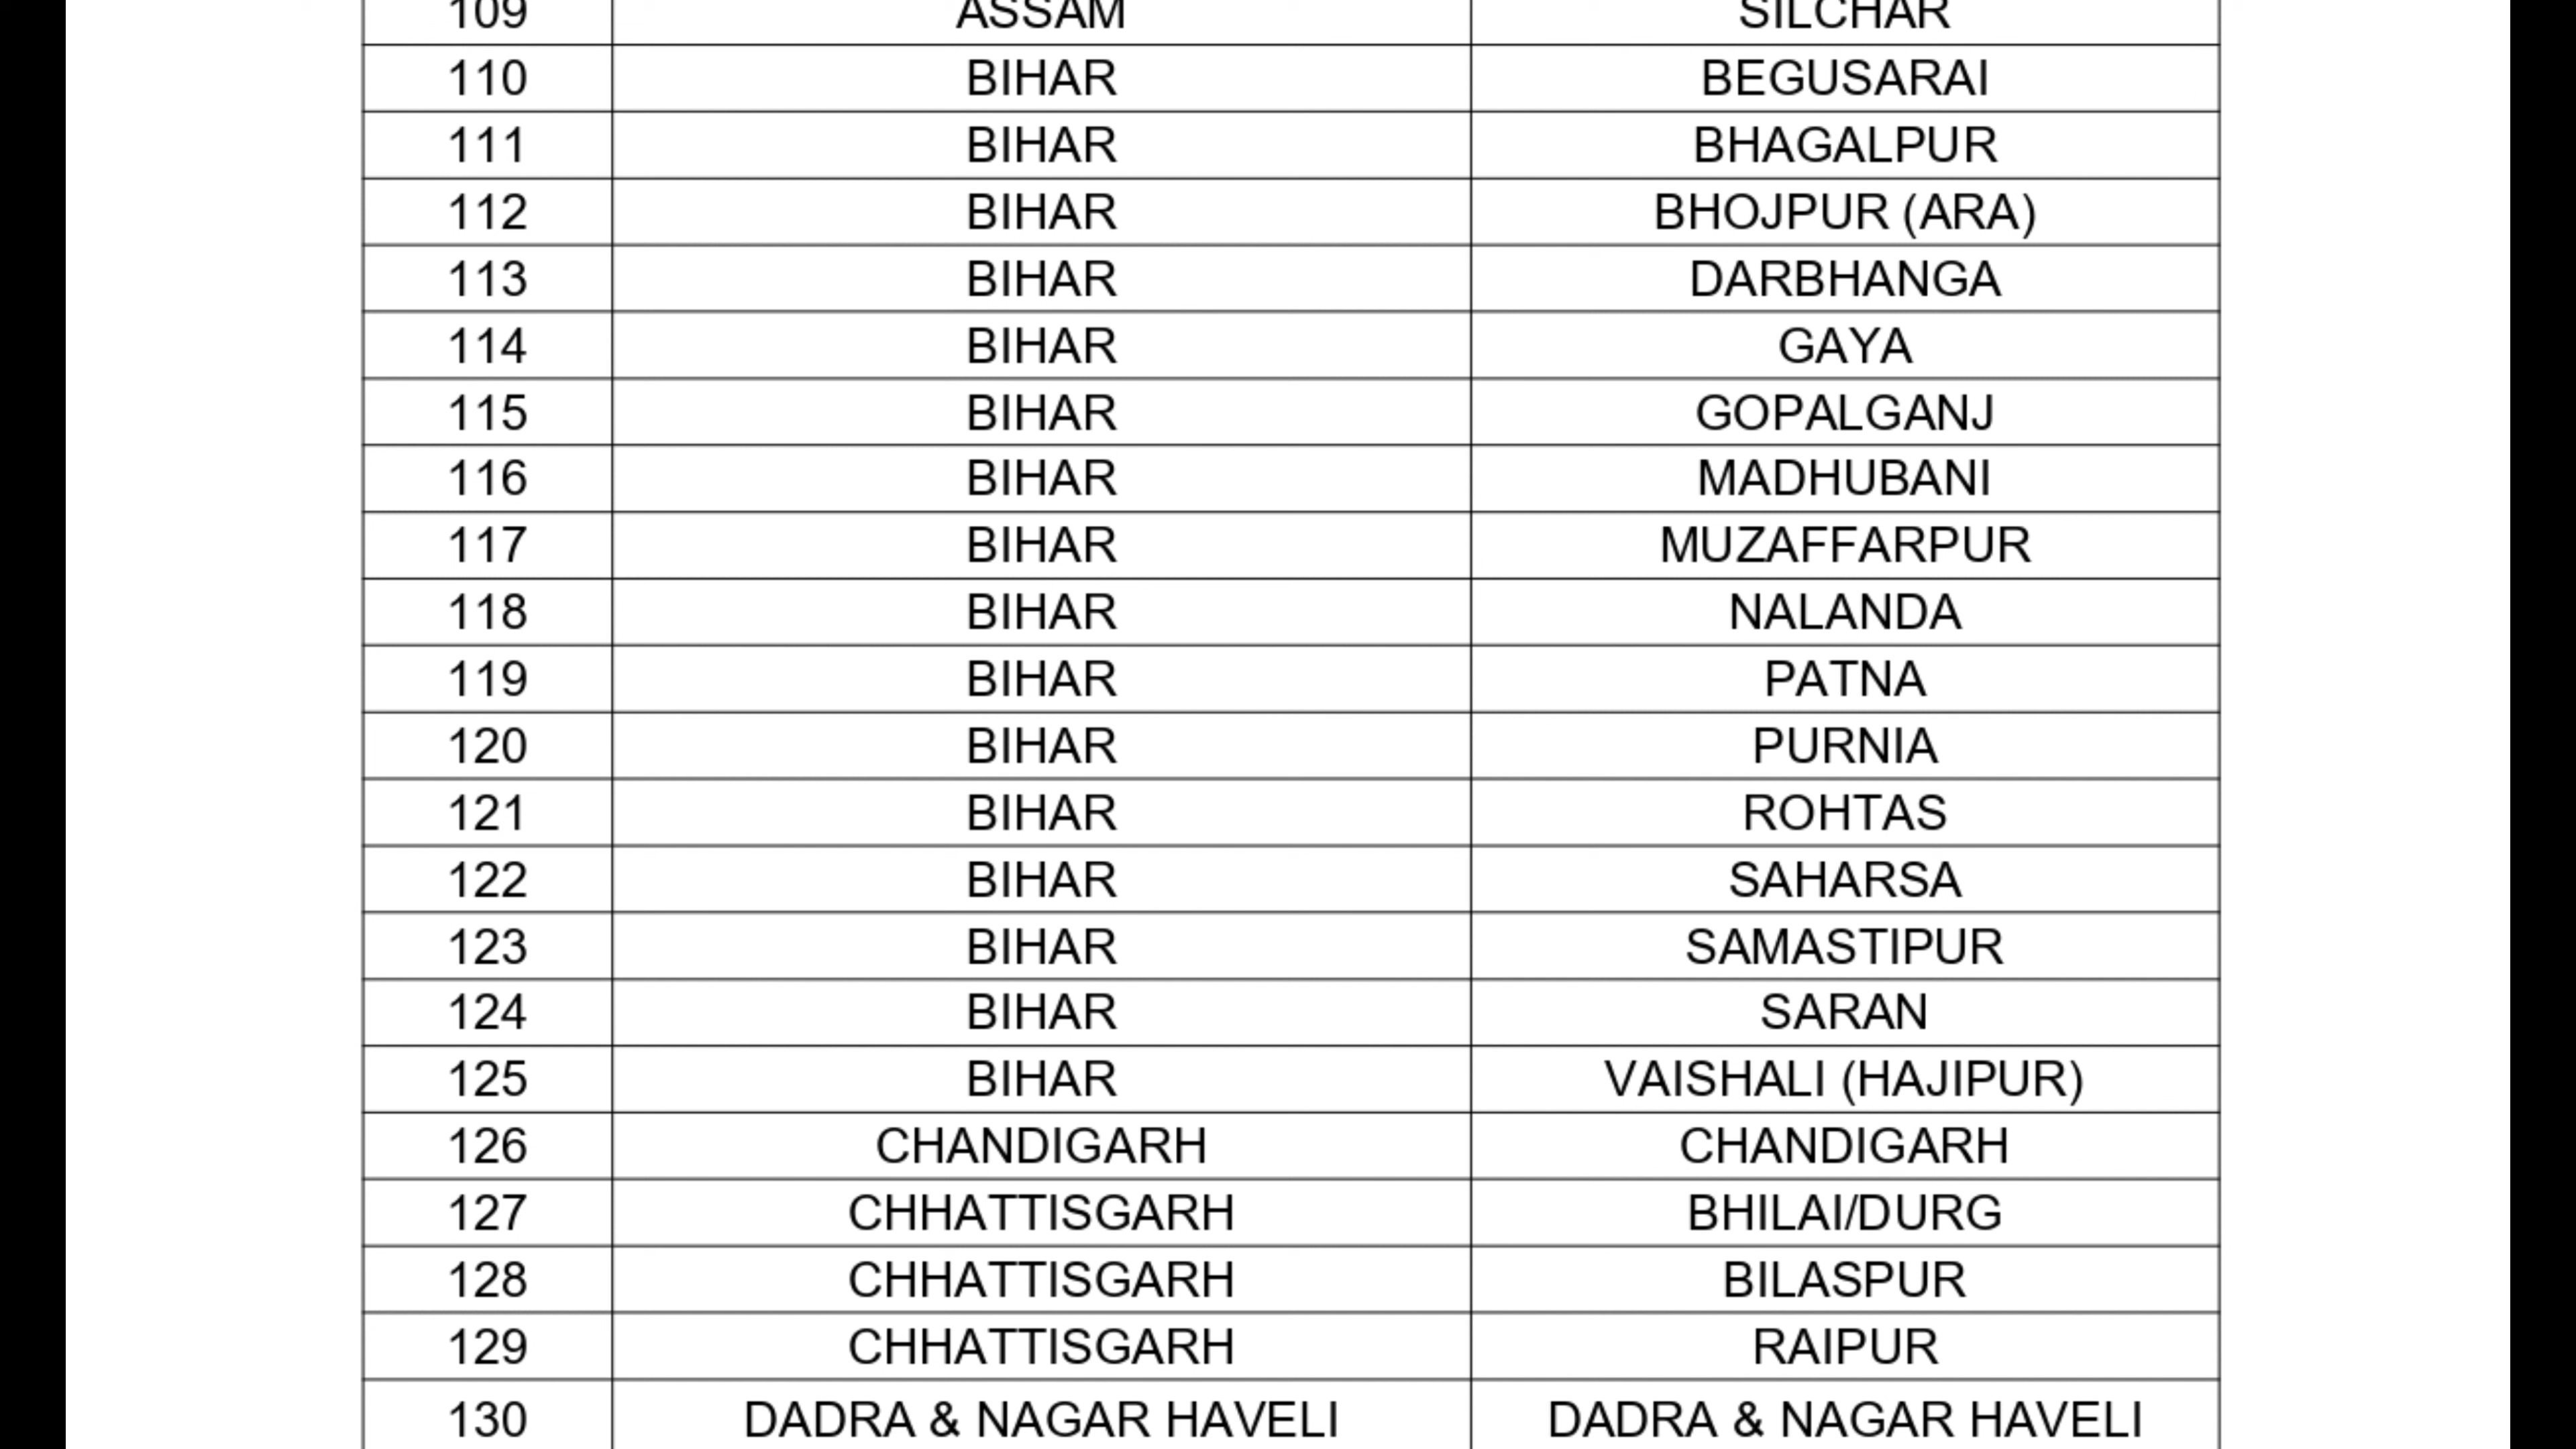 109 ASSAM SILCHAR
110 BIHAR BEGUSARAI
111 BIHAR BHAGALPUR
112 BIHAR BHOJPUR (ARA)
113 BIHAR DARBHANGA
114 BIHAR GAYA
115 BIHAR GOPALGANJ
116 BIHAR MADHUBANI
117 BIHAR MUZAFFARPUR
118 BIHAR NALANDA
119 BIHAR PATNA
120 BIHAR PURNIA
121 BIHAR ROHTAS
122 BIHAR SAHARSA
123 BIHAR SAMASTIPUR
124 BIHAR SARAN
125 BIHAR VAISHALI (HAJIPUR)
126 CHANDIGARH CHANDIGARH
127 CHHATTISGARH BHILAI/DURG
128 CHHATTISGARH BILASPUR
129 CHHATTISGARH RAIPUR
130 DADRA & NAGAR HAVELI DADRA & NAGAR HAVELI